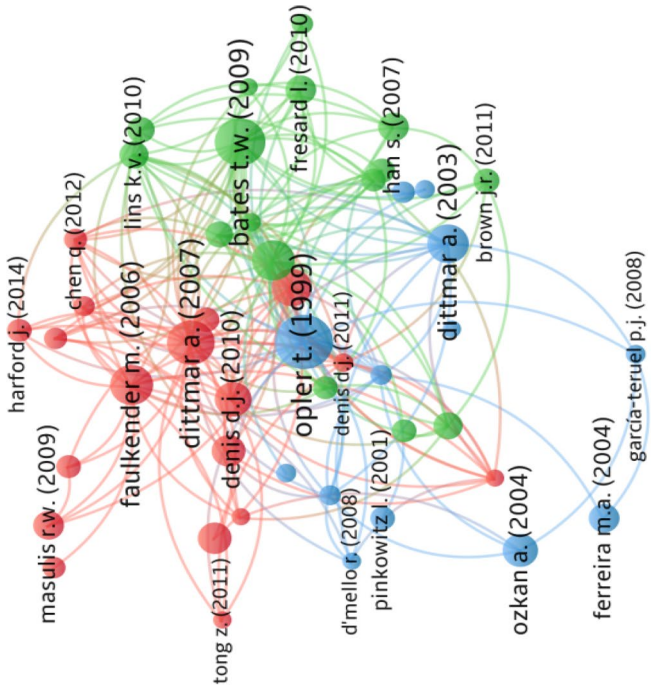 harford j. (2014)
masulis r.w. (2009)
chen q. (2012)
faulkender m. (2006)
lins k.v. (2010)
dittmar a. (2007)
tong z. (2011)
denis d.j. (2010)
bates t.w. (2009)
fresard l. (2010)
opler t. (1999)
denis d.j. (2011)
d'mello r. (2008)
pinkowitz l. (2001)
han s. (2007)
dittmar a. (2003)
brown j.r. (2011)
ozkan a. (2004)
ferreira m.a. (2004)
garcía-teruel p.j. (2008)